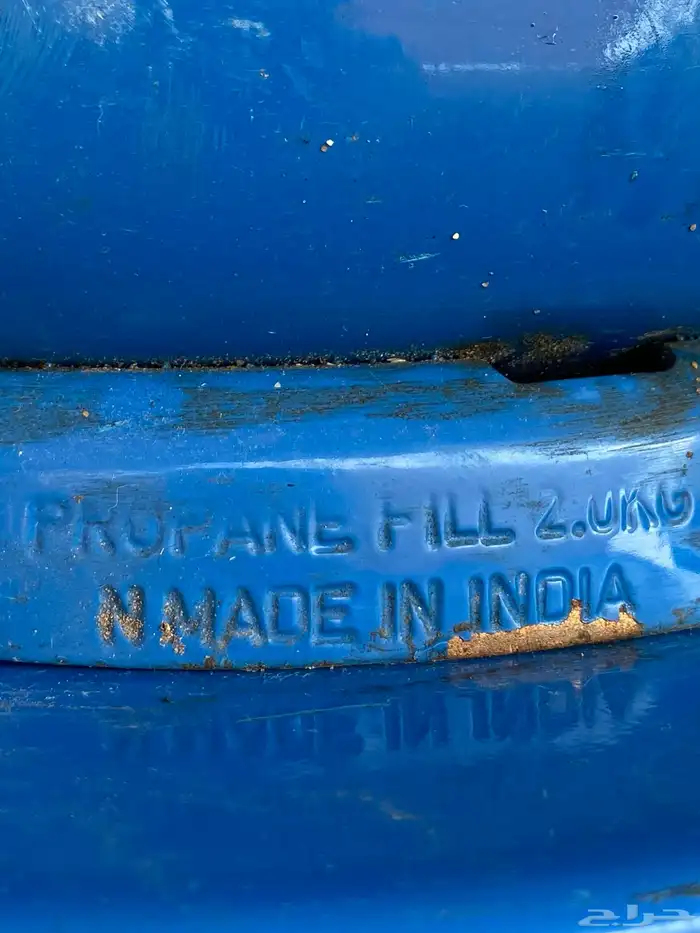 PROPANE FILL 2.0KG
N MADE IN INDIA
حراج